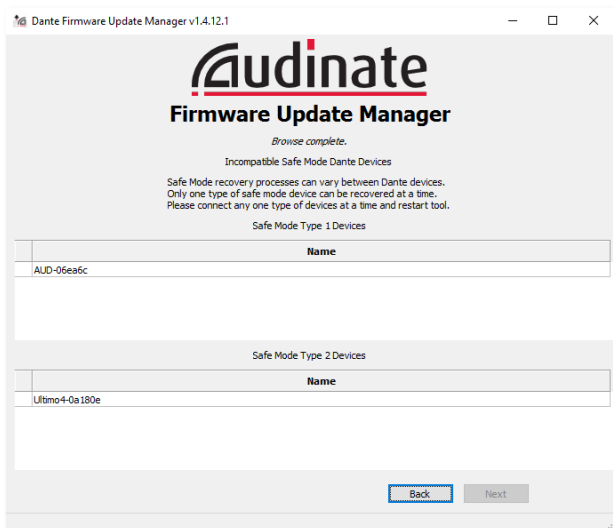 Dante Firmware Update Manager v1.4.12.1
Audinate
Firmware Update Manager
Browse complete.
Incompatible Safe Mode Dante Devices
Safe Mode recovery processes can vary between Dante devices.
Only one type of safe mode device can be recovered at a time.
Please connect any one type of devices at a time and restart tool.
Safe Mode Type 1 Devices
Name
AUD-06ea6c
Safe Mode Type 2 Devices
Name
Ultimo4-0a180e
Back Next